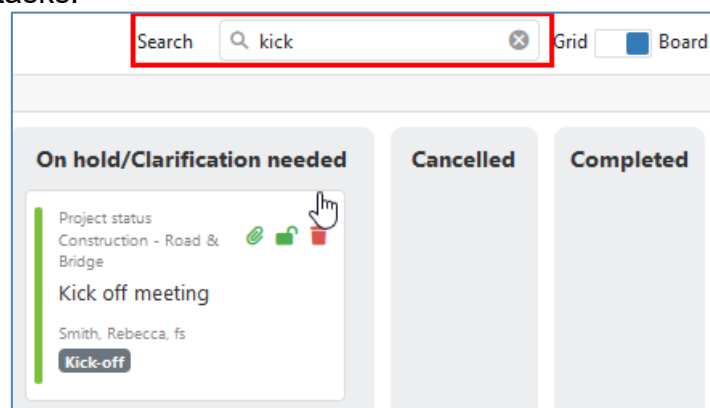 Search kick Grid Board
On hold/Clarification needed Cancelled Completed
Project status
Construction - Road &
Bridge
Kick off meeting
Smith, Rebecca, fs
Kick-off